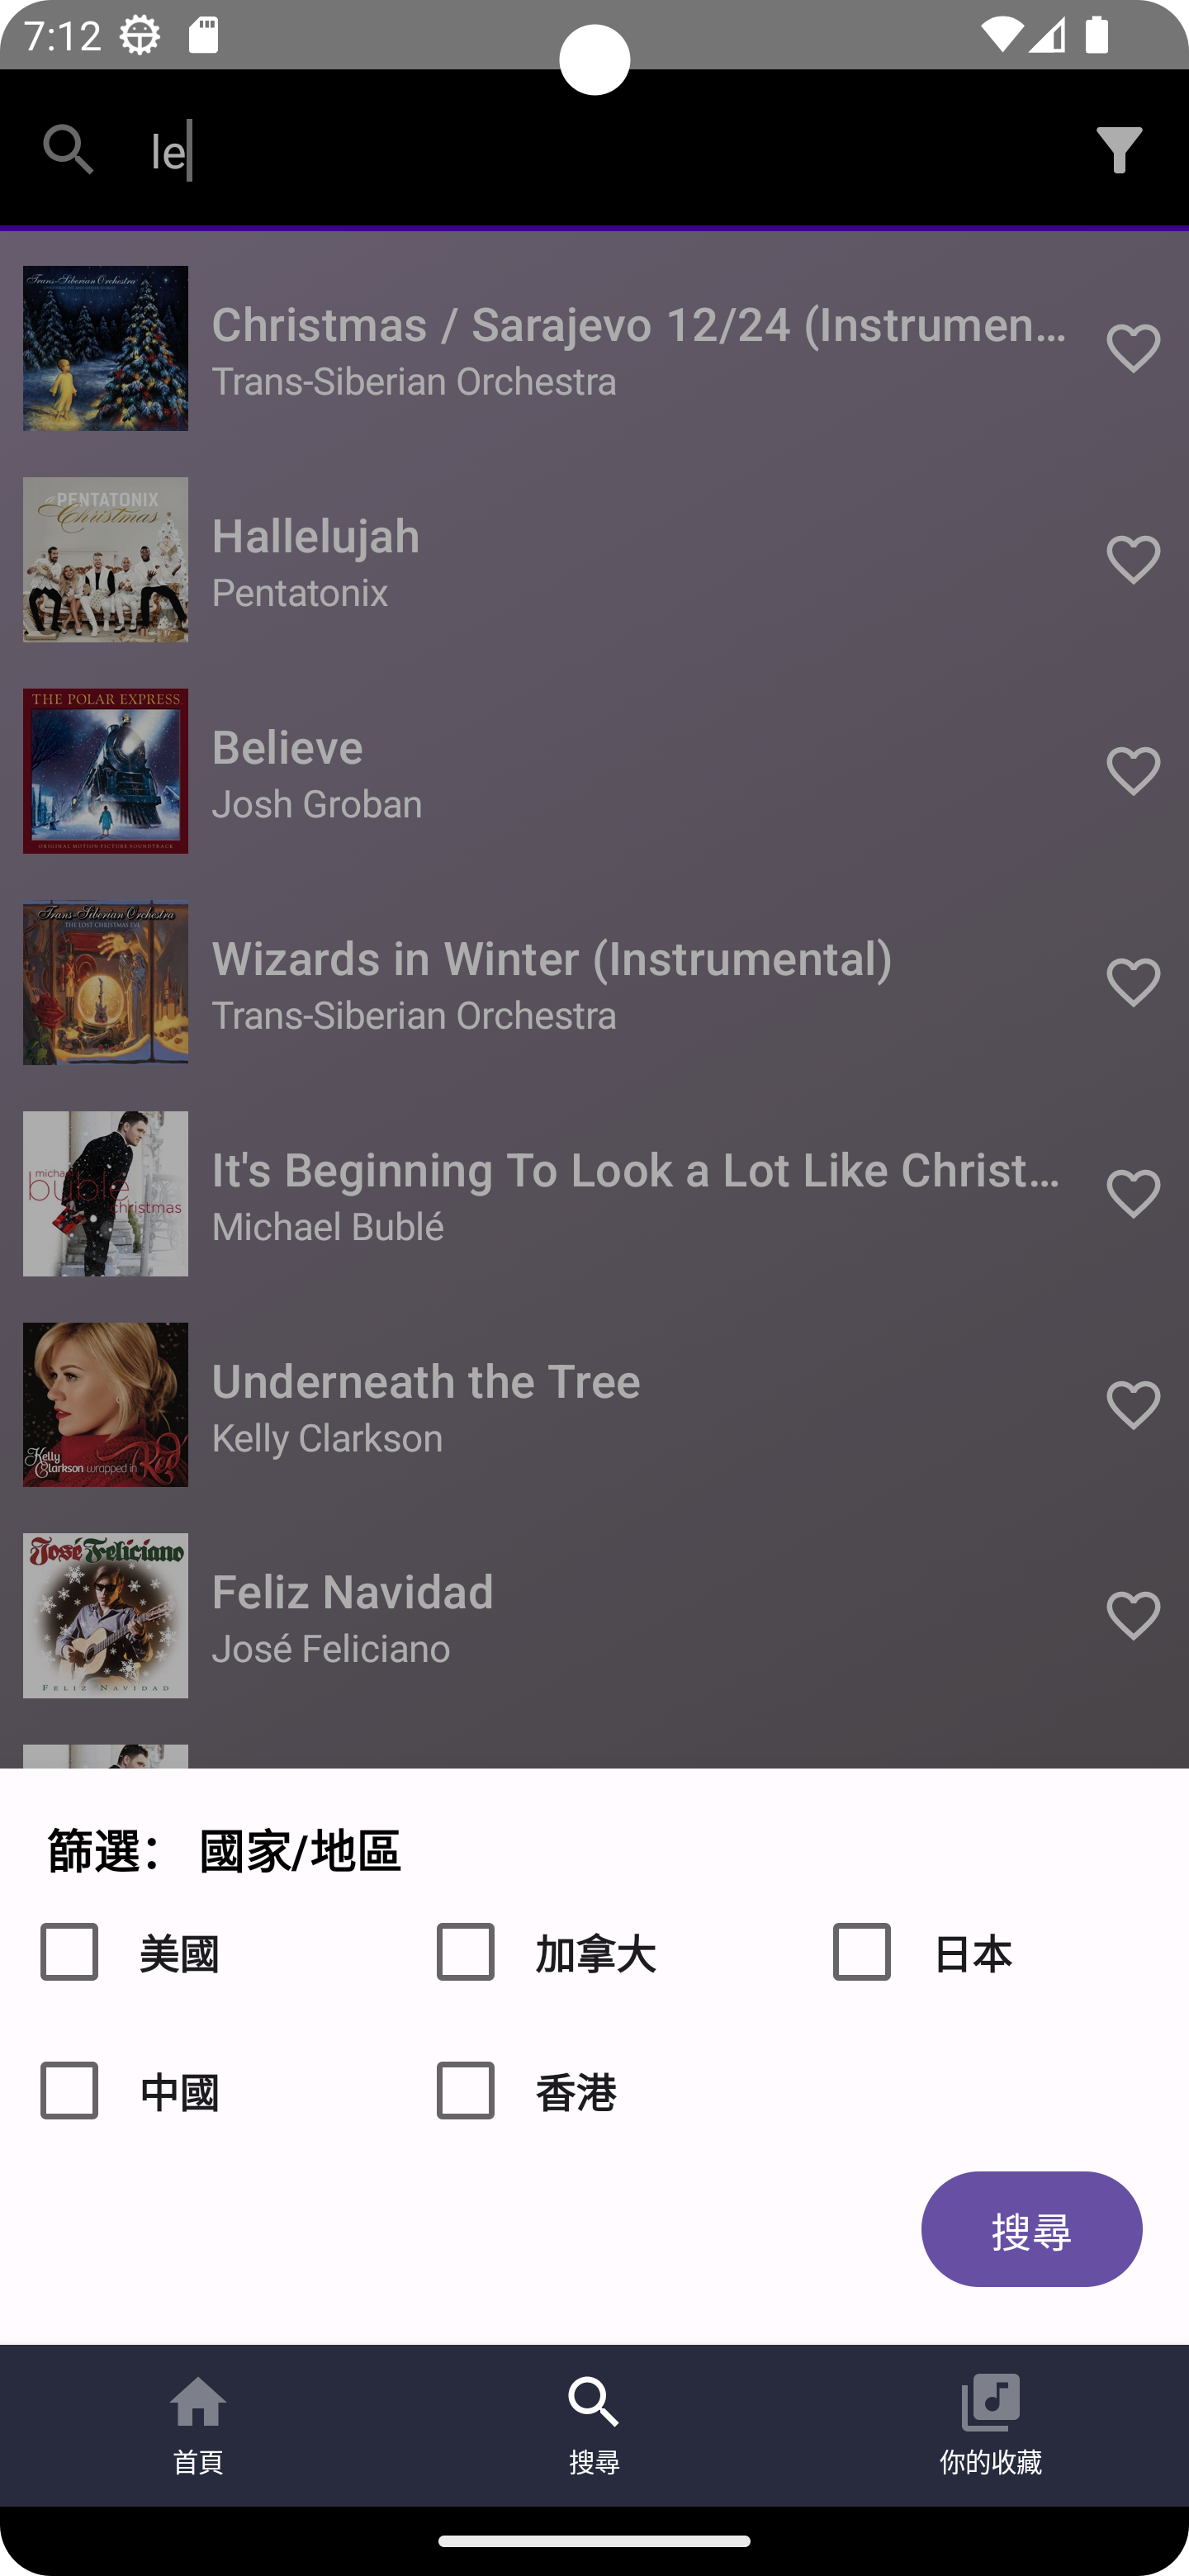 7:12
le
Trans-Siberian Orchestra
Christmas / Sarajevo 12/24 (Instrumen...
Trans-Siberian Orchestra
a PENTATONIX
Christmas
Hallelujah
Pentatonix
THE POLAR EXPRESS
ORIGINAL MOTION PICTURE SOUNDTRACK
Believe
Josh Groban
Trans-Siberian Orchestra
THE LOST CHRISTMAS EVE
Wizards in Winter (Instrumental)
Trans-Siberian Orchestra
michael
bublé
christmas
It's Beginning To Look a Lot Like Christ...
Michael Bublé
Kelly
Clarkson wrapped in Red
Underneath the Tree
Kelly Clarkson
José Feliciano
FELIZ NAVIDAD
Feliz Navidad
José Feliciano
篩選： 國家/地區
美國
加拿大
日本
中國
香港
搜尋
首頁
搜尋
你的收藏